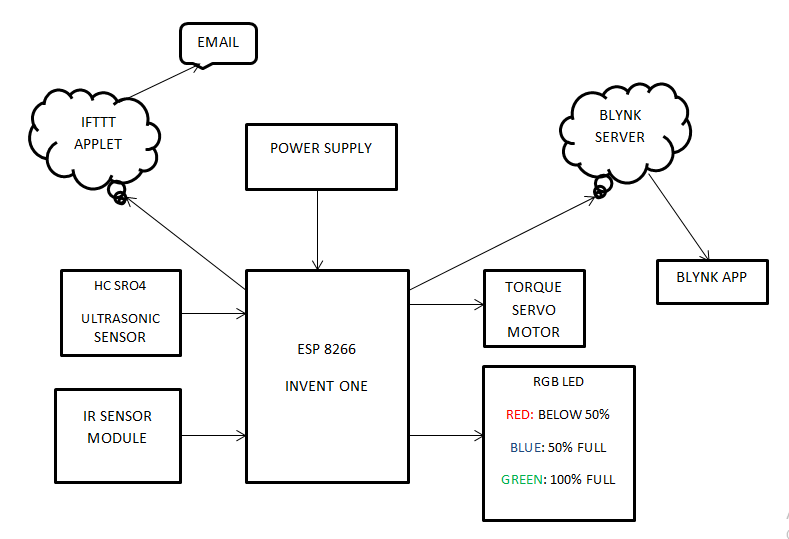 EMAIL
IFTTT
APPLET
BLYNK
SERVER
POWER SUPPLY
BLYNK APP
HC SRO4
ULTRASONIC
SENSOR
TORQUE
SERVO
MOTOR
ESP 8266
INVENT ONE
IR SENSOR
MODULE
RGB LED
RED: BELOW 50%
BLUE: 50% FULL
GREEN: 100% FULL